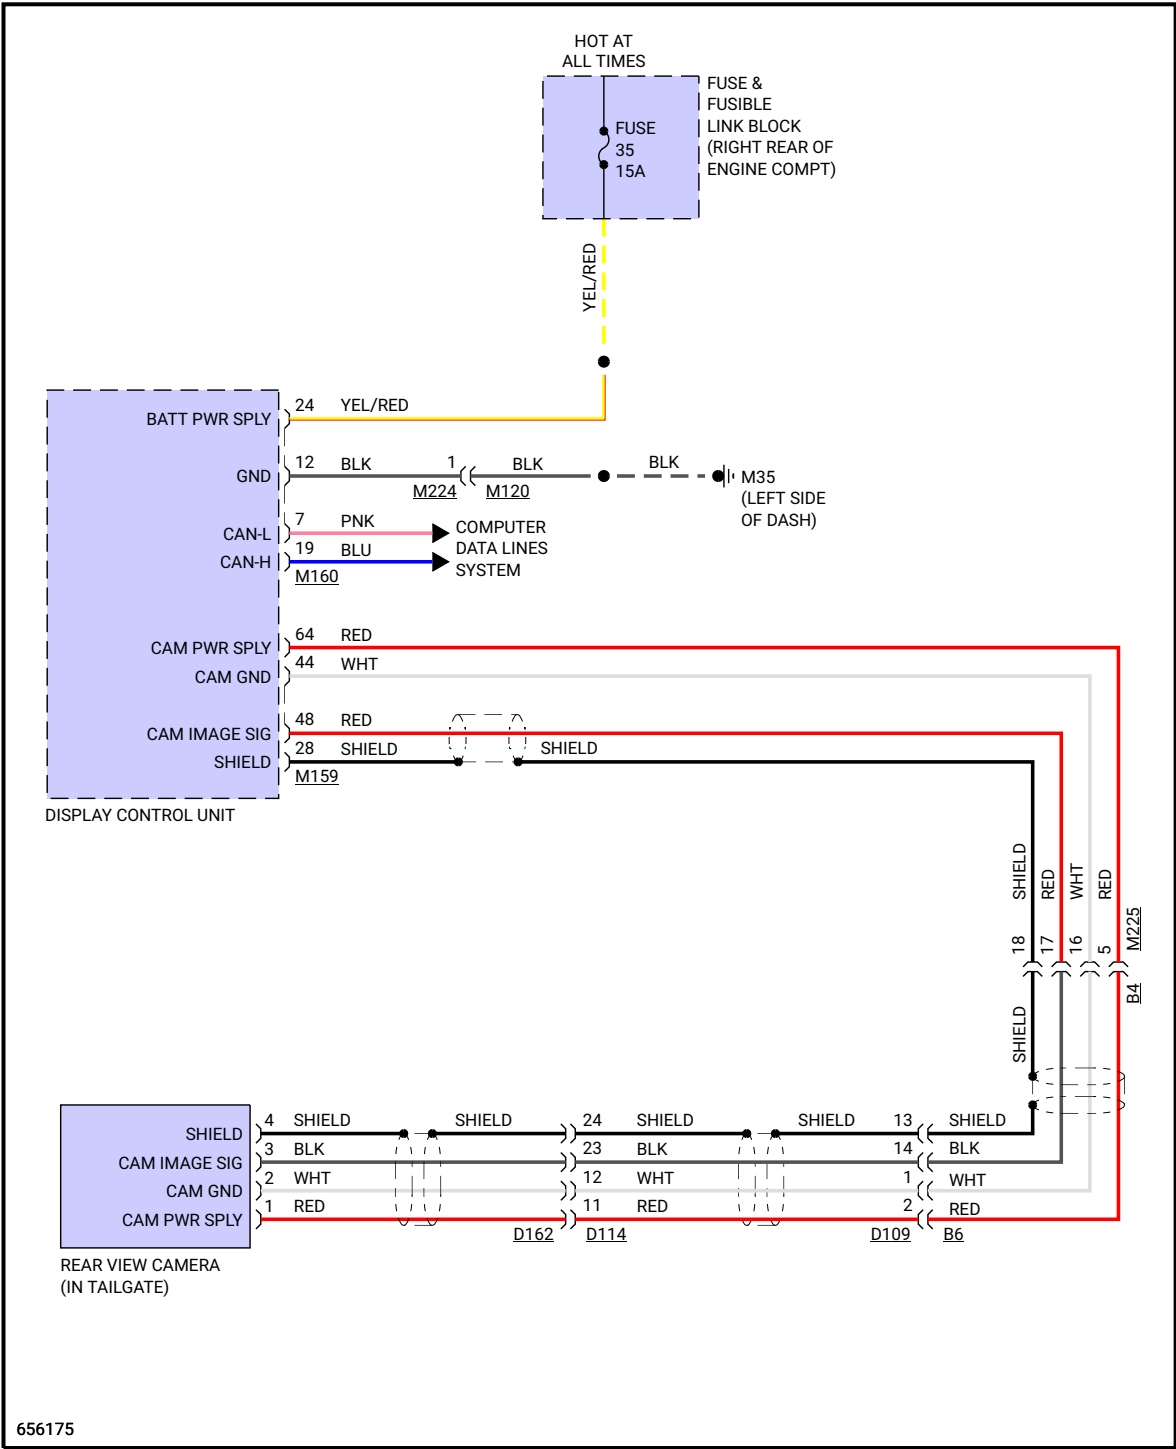 HOT AT
ALL TIMES
FUSE &
FUSIBLE
LINK BLOCK
(RIGHT REAR OF
ENGINE COMPT)
FUSE
35
15A
YEL/RED
BATT PWR SPLY
24
YEL/RED
GND
12
BLK
1
BLK
BLK
M224
M120
M35
(LEFT SIDE
OF DASH)
CAN-L
7
PNK
CAN-H
19
BLU
M160
COMPUTER
DATA LINES
SYSTEM
CAM PWR SPLY
64
RED
CAM GND
44
WHT
CAM IMAGE SIG
48
RED
SHIELD
28
SHIELD
SHIELD
M159
DISPLAY CONTROL UNIT
SHIELD
RED
WHT
RED
18
17
16
5
M225
B4
SHIELD
SHIELD
4
SHIELD
SHIELD
24
SHIELD
SHIELD
13
SHIELD
CAM IMAGE SIG
3
BLK
23
BLK
14
BLK
CAM GND
2
WHT
12
WHT
1
WHT
CAM PWR SPLY
1
RED
11
RED
2
RED
D162
D114
D109
B6
REAR VIEW CAMERA
(IN TAILGATE)
656175